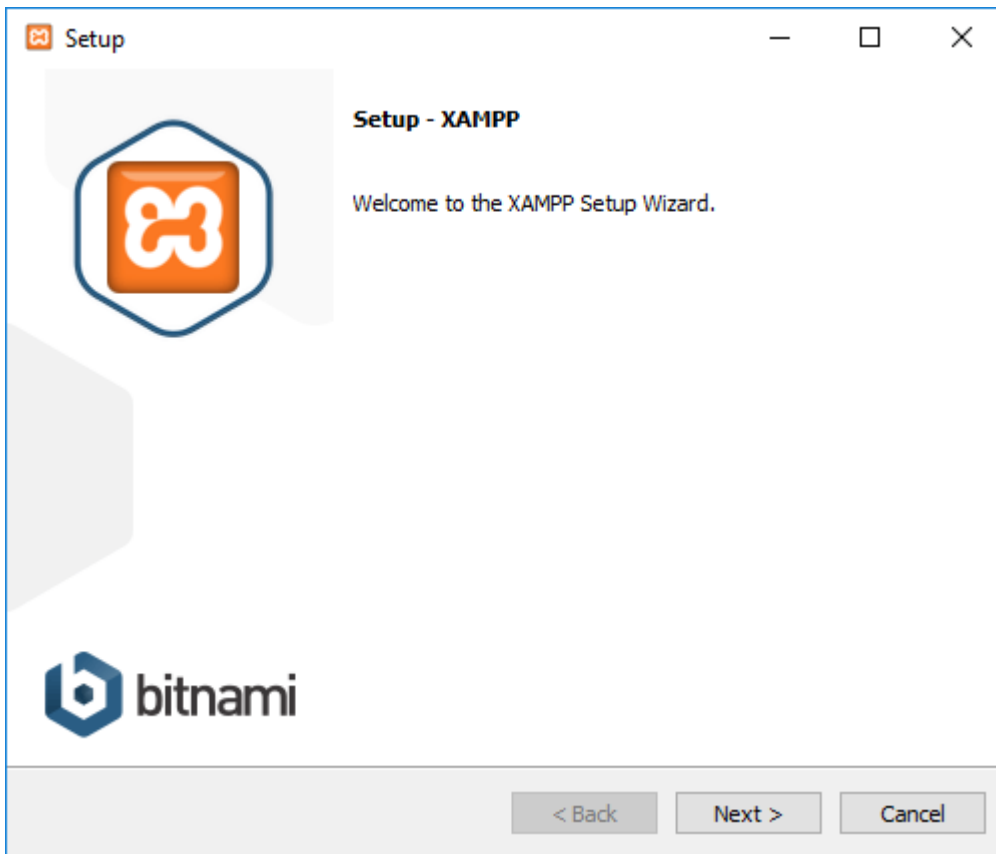 Setup
Setup - XAMPP
Welcome to the XAMPP Setup Wizard.
bitnami
< Back
Next >
Cancel